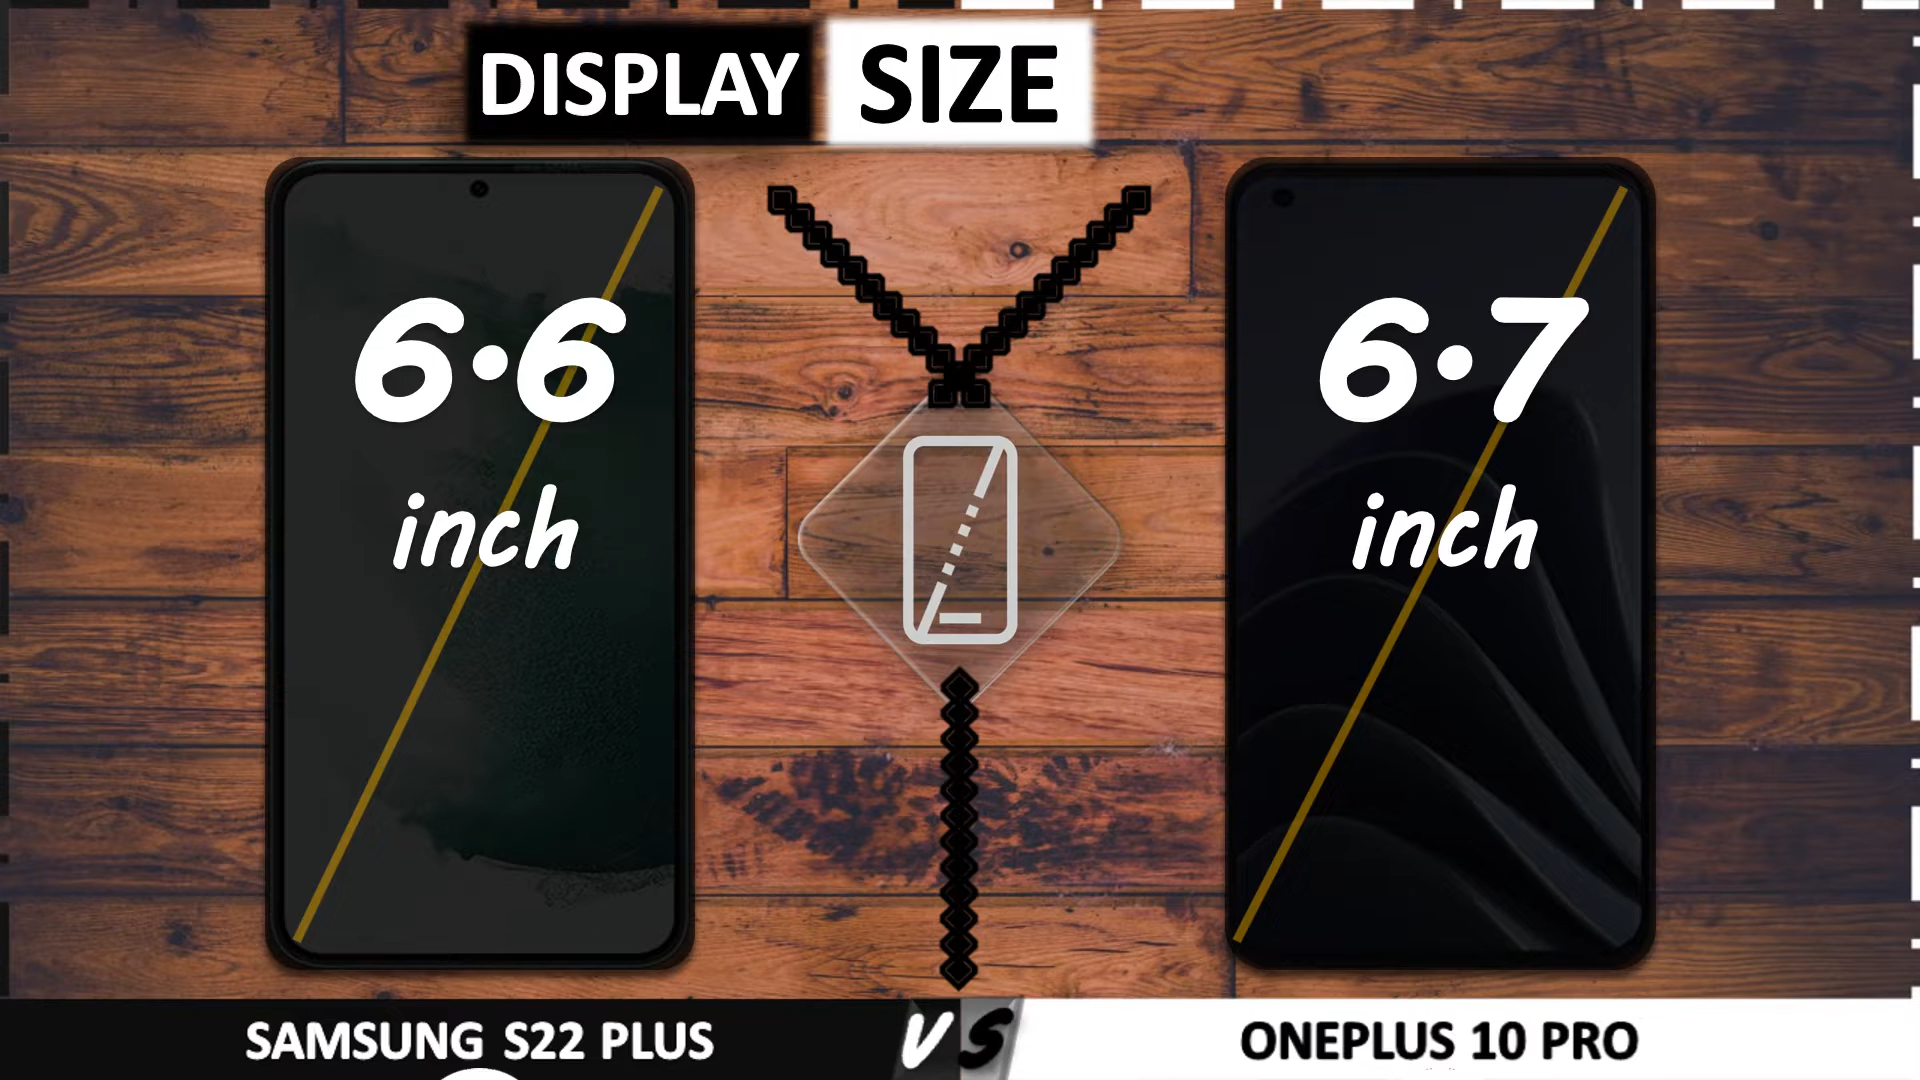 DISPLAY SIZE
6.6
inch
6.7
inch
SAMSUNG S22 PLUS VS ONEPLUS 10 PRO